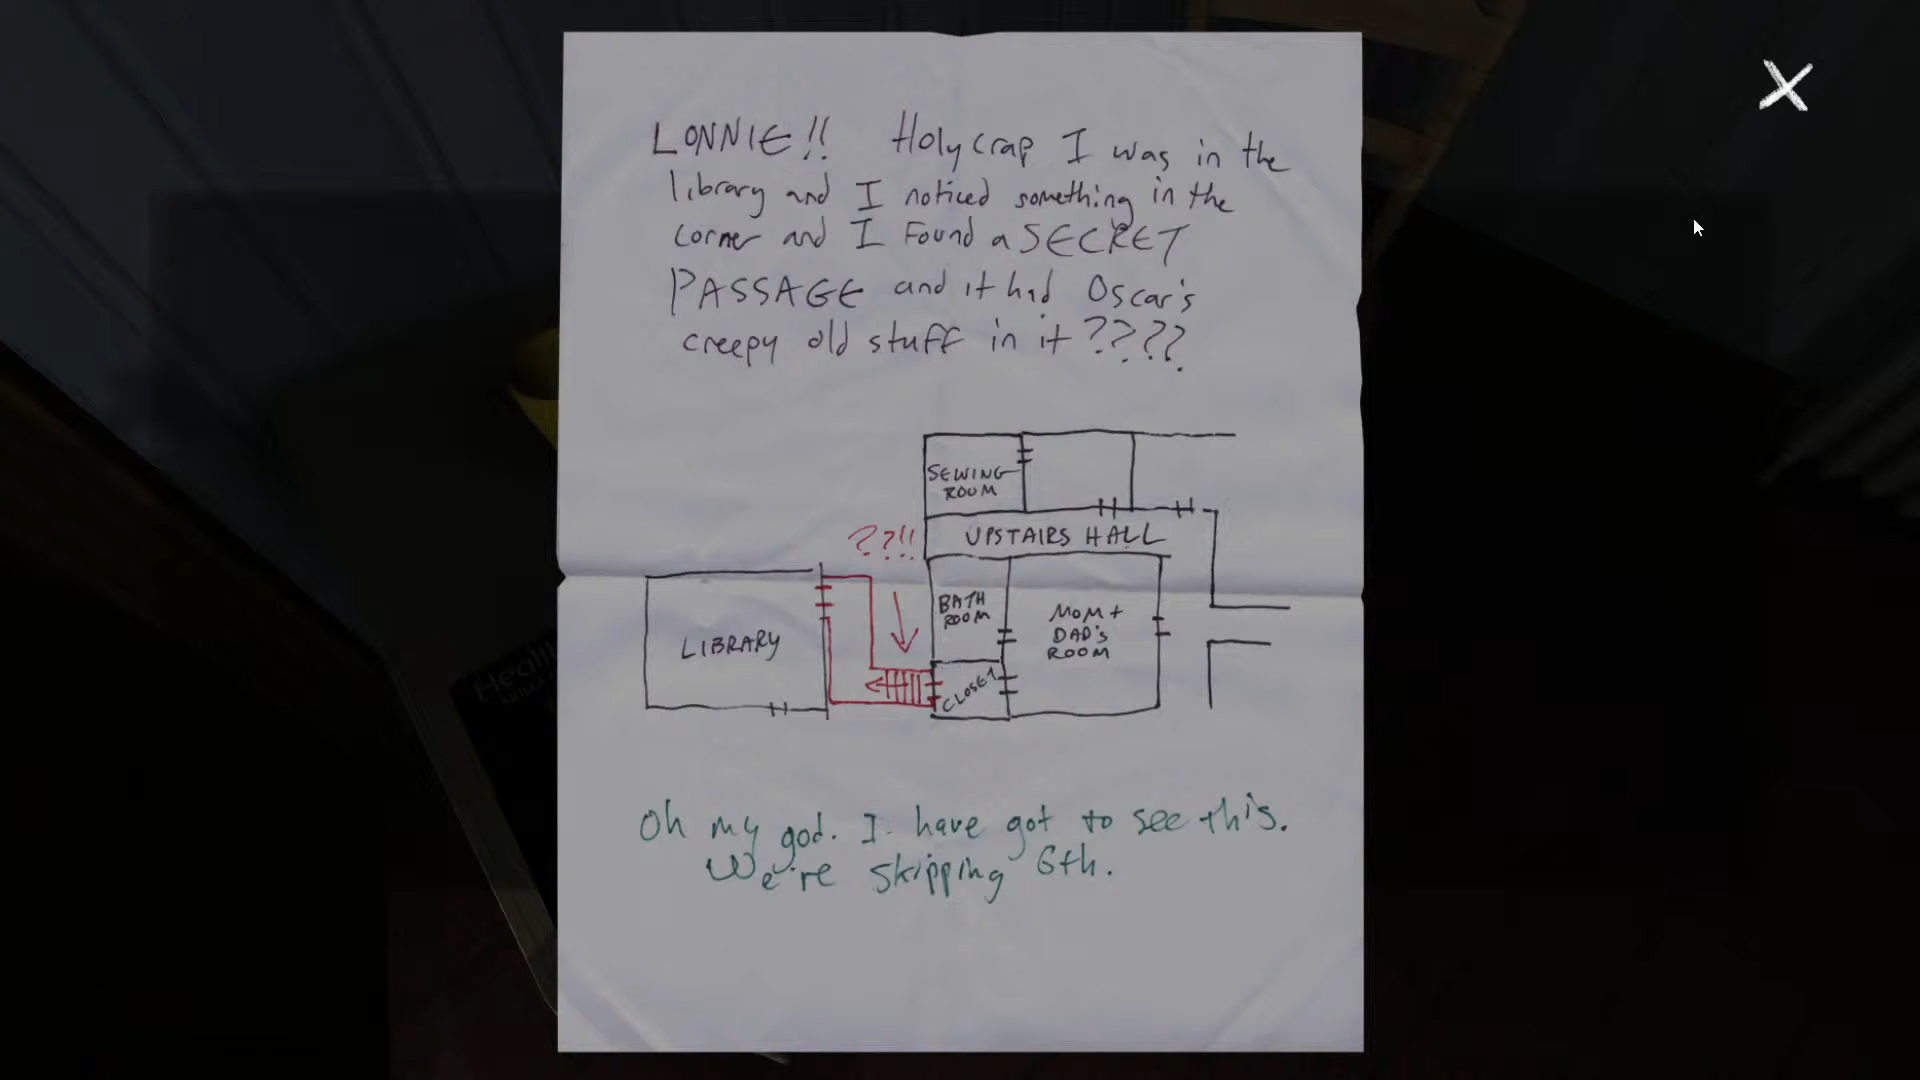 LONNIE!! Holy crap I was in the
library and I noticed something in the
corner and I found a SECRET
PASSAGE and it had Oscar's
creepy old stuff in it????
SEWING
ROOM
UPSTAIRS HALL
??!!
BATH
ROOM
MOM +
DAD'S
ROOM
LIBRARY
CLOSET
Oh my god. I have got to see this.
We're skipping 6th.